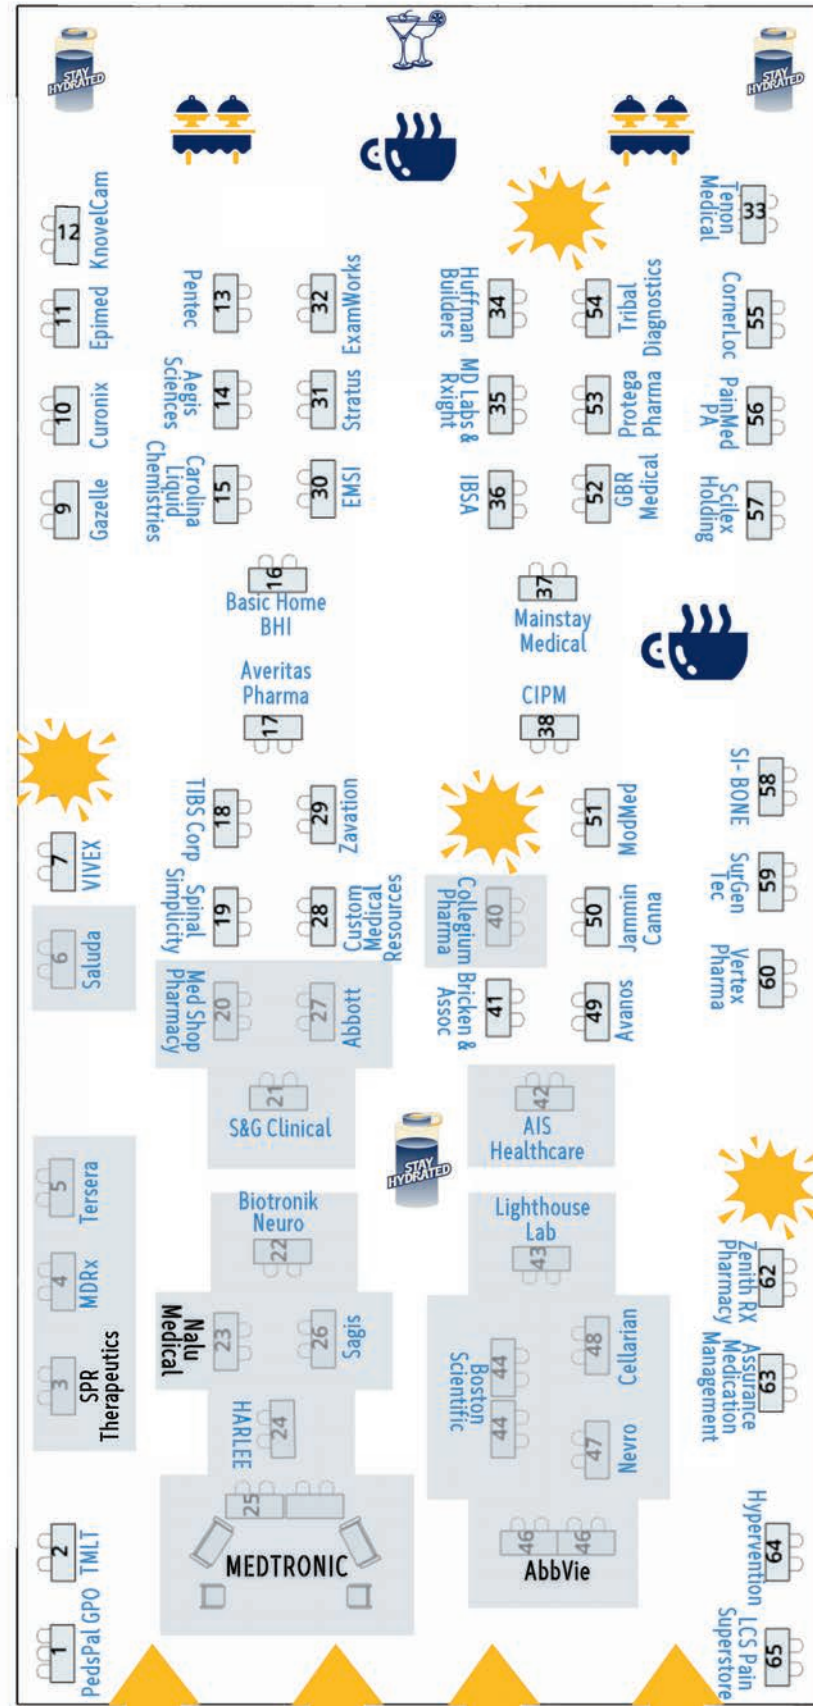 STAY
HYDRATED
STAY
HYDRATED
12
KnovelCam
11
Epimed
10
Curonix
9
Gazelle
13
Pentec
14
Aegis
Sciences
15
Carolina
Liquid
Chemistries
32
ExamWorks
31
Stratus
30
EMSI
34
Huffman
Builders
35
MD Labs &
Rxight
36
IBSA
54
Tribal
Diagnostics
53
Protega
Pharma
52
GBR
Medical
33
Tenon
Medical
55
CornerLoc
56
PainMed
PA
57
Scilex
Holding
16
Basic Home
BHI
37
Mainstay
Medical
Averitas
Pharma
17
CIPM
38
7
VIVEX
6
Saluda
18
TIBS Corp
19
Spinal
Simplicity
20
Med Shop
Pharmacy
29
Zavation
28
Custom
Medical
Resources
27
Abbott
40
Collegium
Pharma
41
Bricken &
Assoc
51
ModMed
50
Jammin
Canna
49
Avanos
58
SI- BONE
59
SurGen
Tec
60
Vertex
Pharma
21
S&G Clinical
42
AIS
Healthcare
STAY
HYDRATED
5
Tersera
4
MDRx
3
SPR
Therapeutics
Biotronik
Neuro
22
23
Nalu
Medical
26
Sagis
24
HARLEE
25
MEDTRONIC
Lighthouse
Lab
43
44
44
Boston
Scientific
48
Cellarian
47
Nevro
46
46
AbbVie
62
Zenith RX
Pharmacy
63
Assurance
Medication
Management
64
Hypervention
65
LCS Pain
Superstore
2
TMLT
1
PedsPal GPO